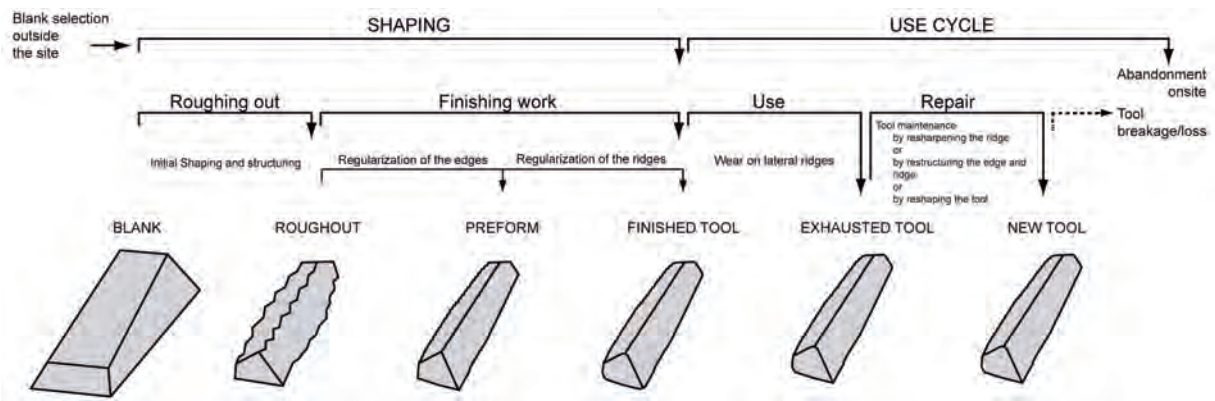 Blank selection
outside
the site
SHAPING
USE CYCLE
Abandonment
onsite
Roughing out
Finishing work
Use
Repair
Tool
breakage/loss
Initial Shaping and structuring
Regularization of the edges
Regularization of the ridges
Wear on lateral ridges
Tool maintenance
by resharpening the ridge
or
by restructuring the edge and
ridge
or
by reshaping the tool
BLANK
ROUGHOUT
PREFORM
FINISHED TOOL
EXHAUSTED TOOL
NEW TOOL